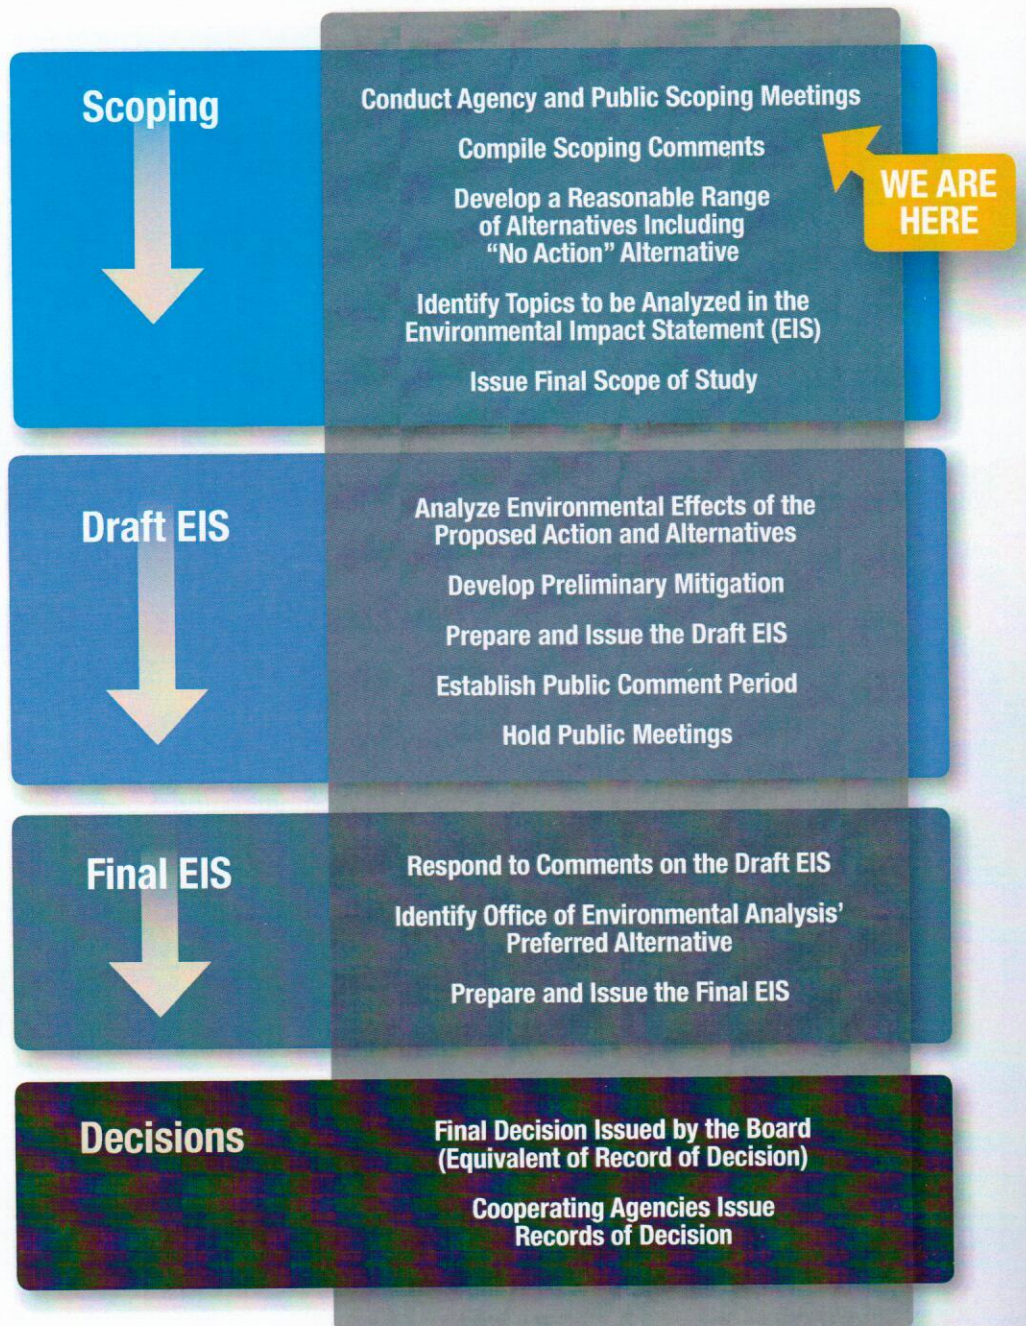 Scoping
Conduct Agency and Public Scoping Meetings
Compile Scoping Comments
WE ARE
HERE
Develop a Reasonable Range
of Alternatives Including
“No Action” Alternative
Identify Topics to be Analyzed in the
Environmental Impact Statement (EIS)
Issue Final Scope of Study
Draft EIS
Analyze Environmental Effects of the
Proposed Action and Alternatives
Develop Preliminary Mitigation
Prepare and Issue the Draft EIS
Establish Public Comment Period
Hold Public Meetings
Final EIS
Respond to Comments on the Draft EIS
Identify Office of Environmental Analysis’
Preferred Alternative
Prepare and Issue the Final EIS
Decisions
Final Decision Issued by the Board
(Equivalent of Record of Decision)
Cooperating Agencies Issue
Records of Decision